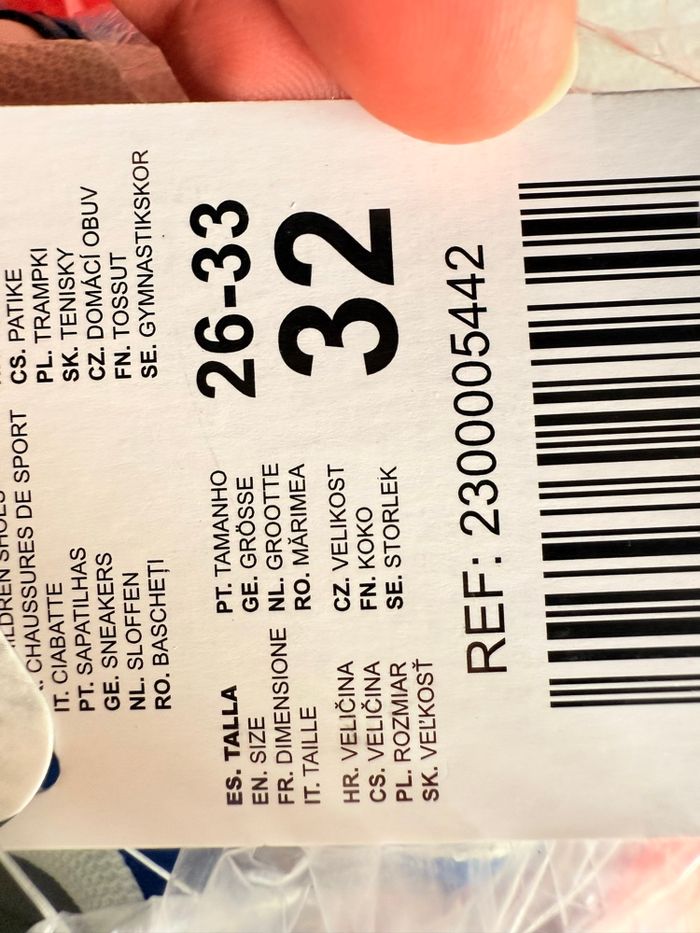 CHAUSSURES DE SPORT
IT. CIABATTE
PT. SAPATILHAS
GE. SNEAKERS
NL. SLOFFEN
RO. BASCHEȚI
CS. PATIKE
PL. TRAMPKI
SK. TENISKY
CZ. DOMÁCÍ OBUV
FN. TOSSUT
SE. GYMNASTIKSKOR
ES. TALLA
EN. SIZE
FR. DIMENSIONE
IT. TAILLE
HR. VELIČINA
CS. VELIČINA
PL. ROZMIAR
SK. VEĽKOSŤ
PT. TAMANHO
GE. GRÖSSE
NL. GROOTTE
RO. MĂRIMEA
CZ. VELIKOST
FN. KOKO
SE. STORLEK
26-33
32
REF: 2300005442